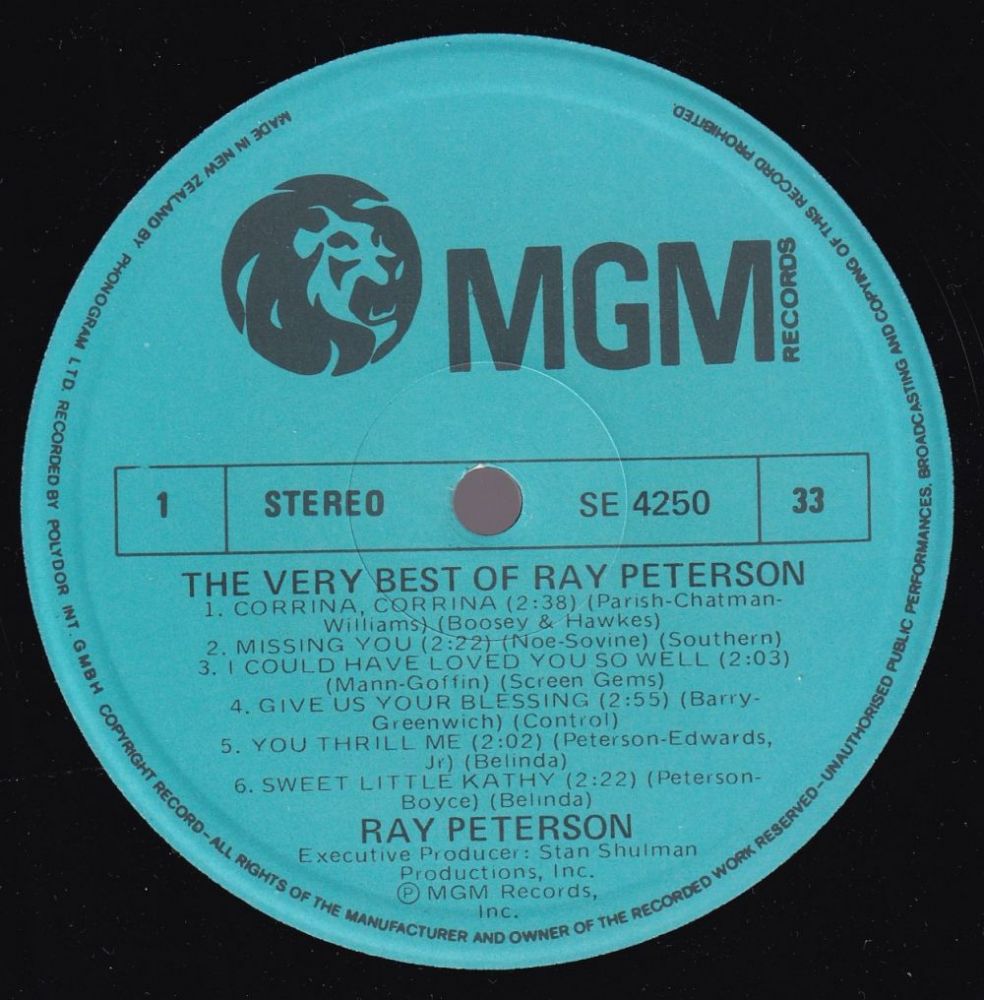 MGM
RECORDS
1 STEREO SE 4250 33
THE VERY BEST OF RAY PETERSON
1. CORRINA, CORRINA (2:38) (Parish-Chatman-
Williams) (Boosey & Hawkes)
2. MISSING YOU (2:22) (Noe-Sovine) (Southern)
3. I COULD HAVE LOVED YOU SO WELL (2:03)
(Mann-Goffin) (Screen Gems)
4. GIVE US YOUR BLESSING (2:55) (Barry-
Greenwich) (Control)
5. YOU THRILL ME (2:02) (Peterson-Edwards,
Jr) (Belinda)
6. SWEET LITTLE KATHY (2:22) (Peterson-
Boyce) (Belinda)
RAY PETERSON
Executive Producer: Stan Shulman
Productions, Inc.
℗ MGM Records,
Inc.
MADE IN NEW ZEALAND BY PHONOGRAM LTD. RECORDED BY POLYDOR INT. GMBH COPYRIGHT RECORD–ALL RIGHTS OF THE MANUFACTURER AND OWNER OF THE RECORDED WORK RESERVED–UNAUTHORISED PUBLIC PERFORMANCES, BROADCASTING AND COPYING OF THIS RECORD PROHIBITED.